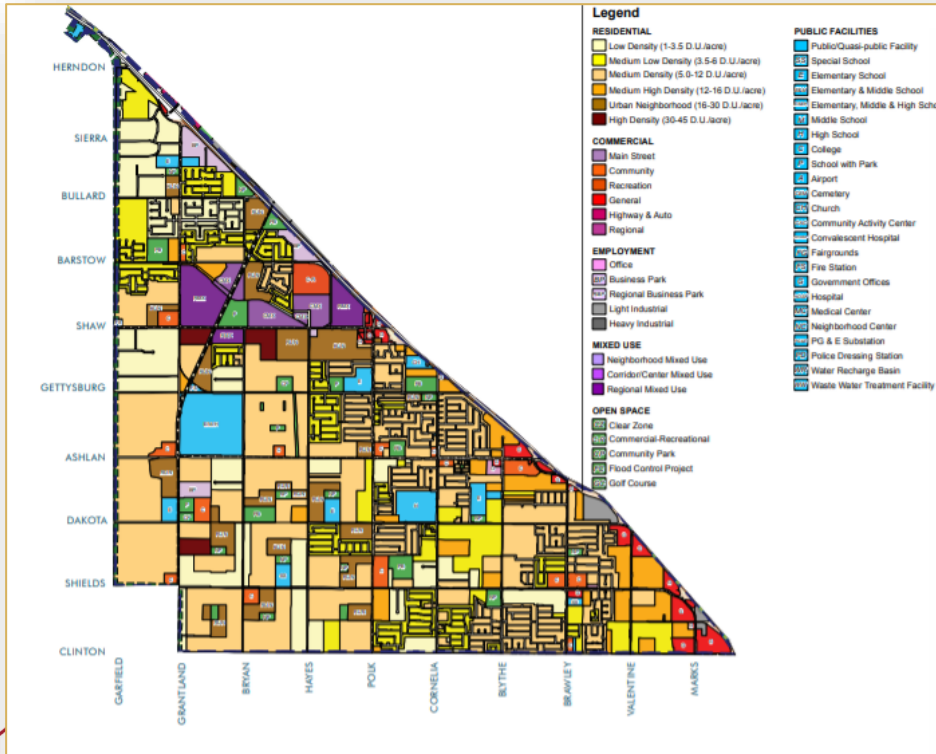 HERNDON
SIERRA
BULLARD
BARSTOW
SHAW
GETTYSBURG
ASHLAN
DAKOTA
SHIELDS
CLINTON
GARFIELD
GRANTLAND
BRYAN
HAYES
POLK
CORNELIA
BLYTHE
BRAWLEY
VALENTINE
MARKS
Legend
RESIDENTIAL
Low Density (1-3.5 D.U./acre)
Medium Low Density (3.5-6 D.U./acre)
Medium Density (5.0-12 D.U./acre)
Medium High Density (12-16 D.U./acre)
Urban Neighborhood (16-30 D.U./acre)
High Density (30-45 D.U./acre)
COMMERCIAL
Main Street
Community
Recreation
General
Highway & Auto
Regional
EMPLOYMENT
Office
Business Park
Regional Business Park
Light Industrial
Heavy Industrial
MIXED USE
Neighborhood Mixed Use
Corridor/Center Mixed Use
Regional Mixed Use
OPEN SPACE
Clear Zone
Commercial-Recreational
Community Park
Flood Control Project
Golf Course
PUBLIC FACILITIES
Public/Quasi-public Facility
Special School
Elementary School
Elementary & Middle School
Elementary, Middle & High Scho
Middle School
High School
College
School with Park
Airport
Cemetery
Church
Community Activity Center
Convalescent Hospital
Fairgrounds
Fire Station
Government Offices
Hospital
Medical Center
Neighborhood Center
PG & E Substation
Police Dressing Station
Water Recharge Basin
Waste Water Treatment Facility